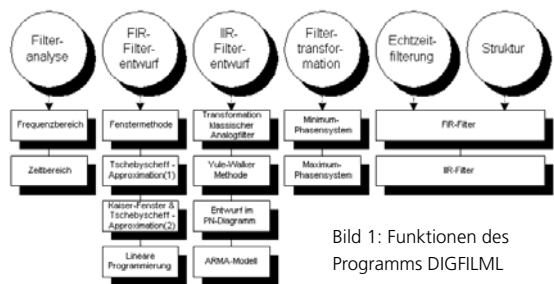 Filter-
analyse
FIR-
Filter-
entwurf
IIR-
Filter-
entwurf
Filter-
transfor-
mation
Echtzeit-
filterung
Struktur
Frequenzbereich
Zeitbereich
Fenstermethode
Tschebyscheff -
Approximation(1)
Kaiser-Fenster &
Tschebyscheff -
Approximation(2)
Lineare
Programmierung
Transformation
klassischer
Analogfilter
Yule-Walker
Methode
Entwurf im
PN-Diagramm
ARMA-Modell
Minimum-
Phasensystem
Maximum-
Phasensystem
FIR-Filter
IIR-Filter
Bild 1: Funktionen des
Programms DIGFILML